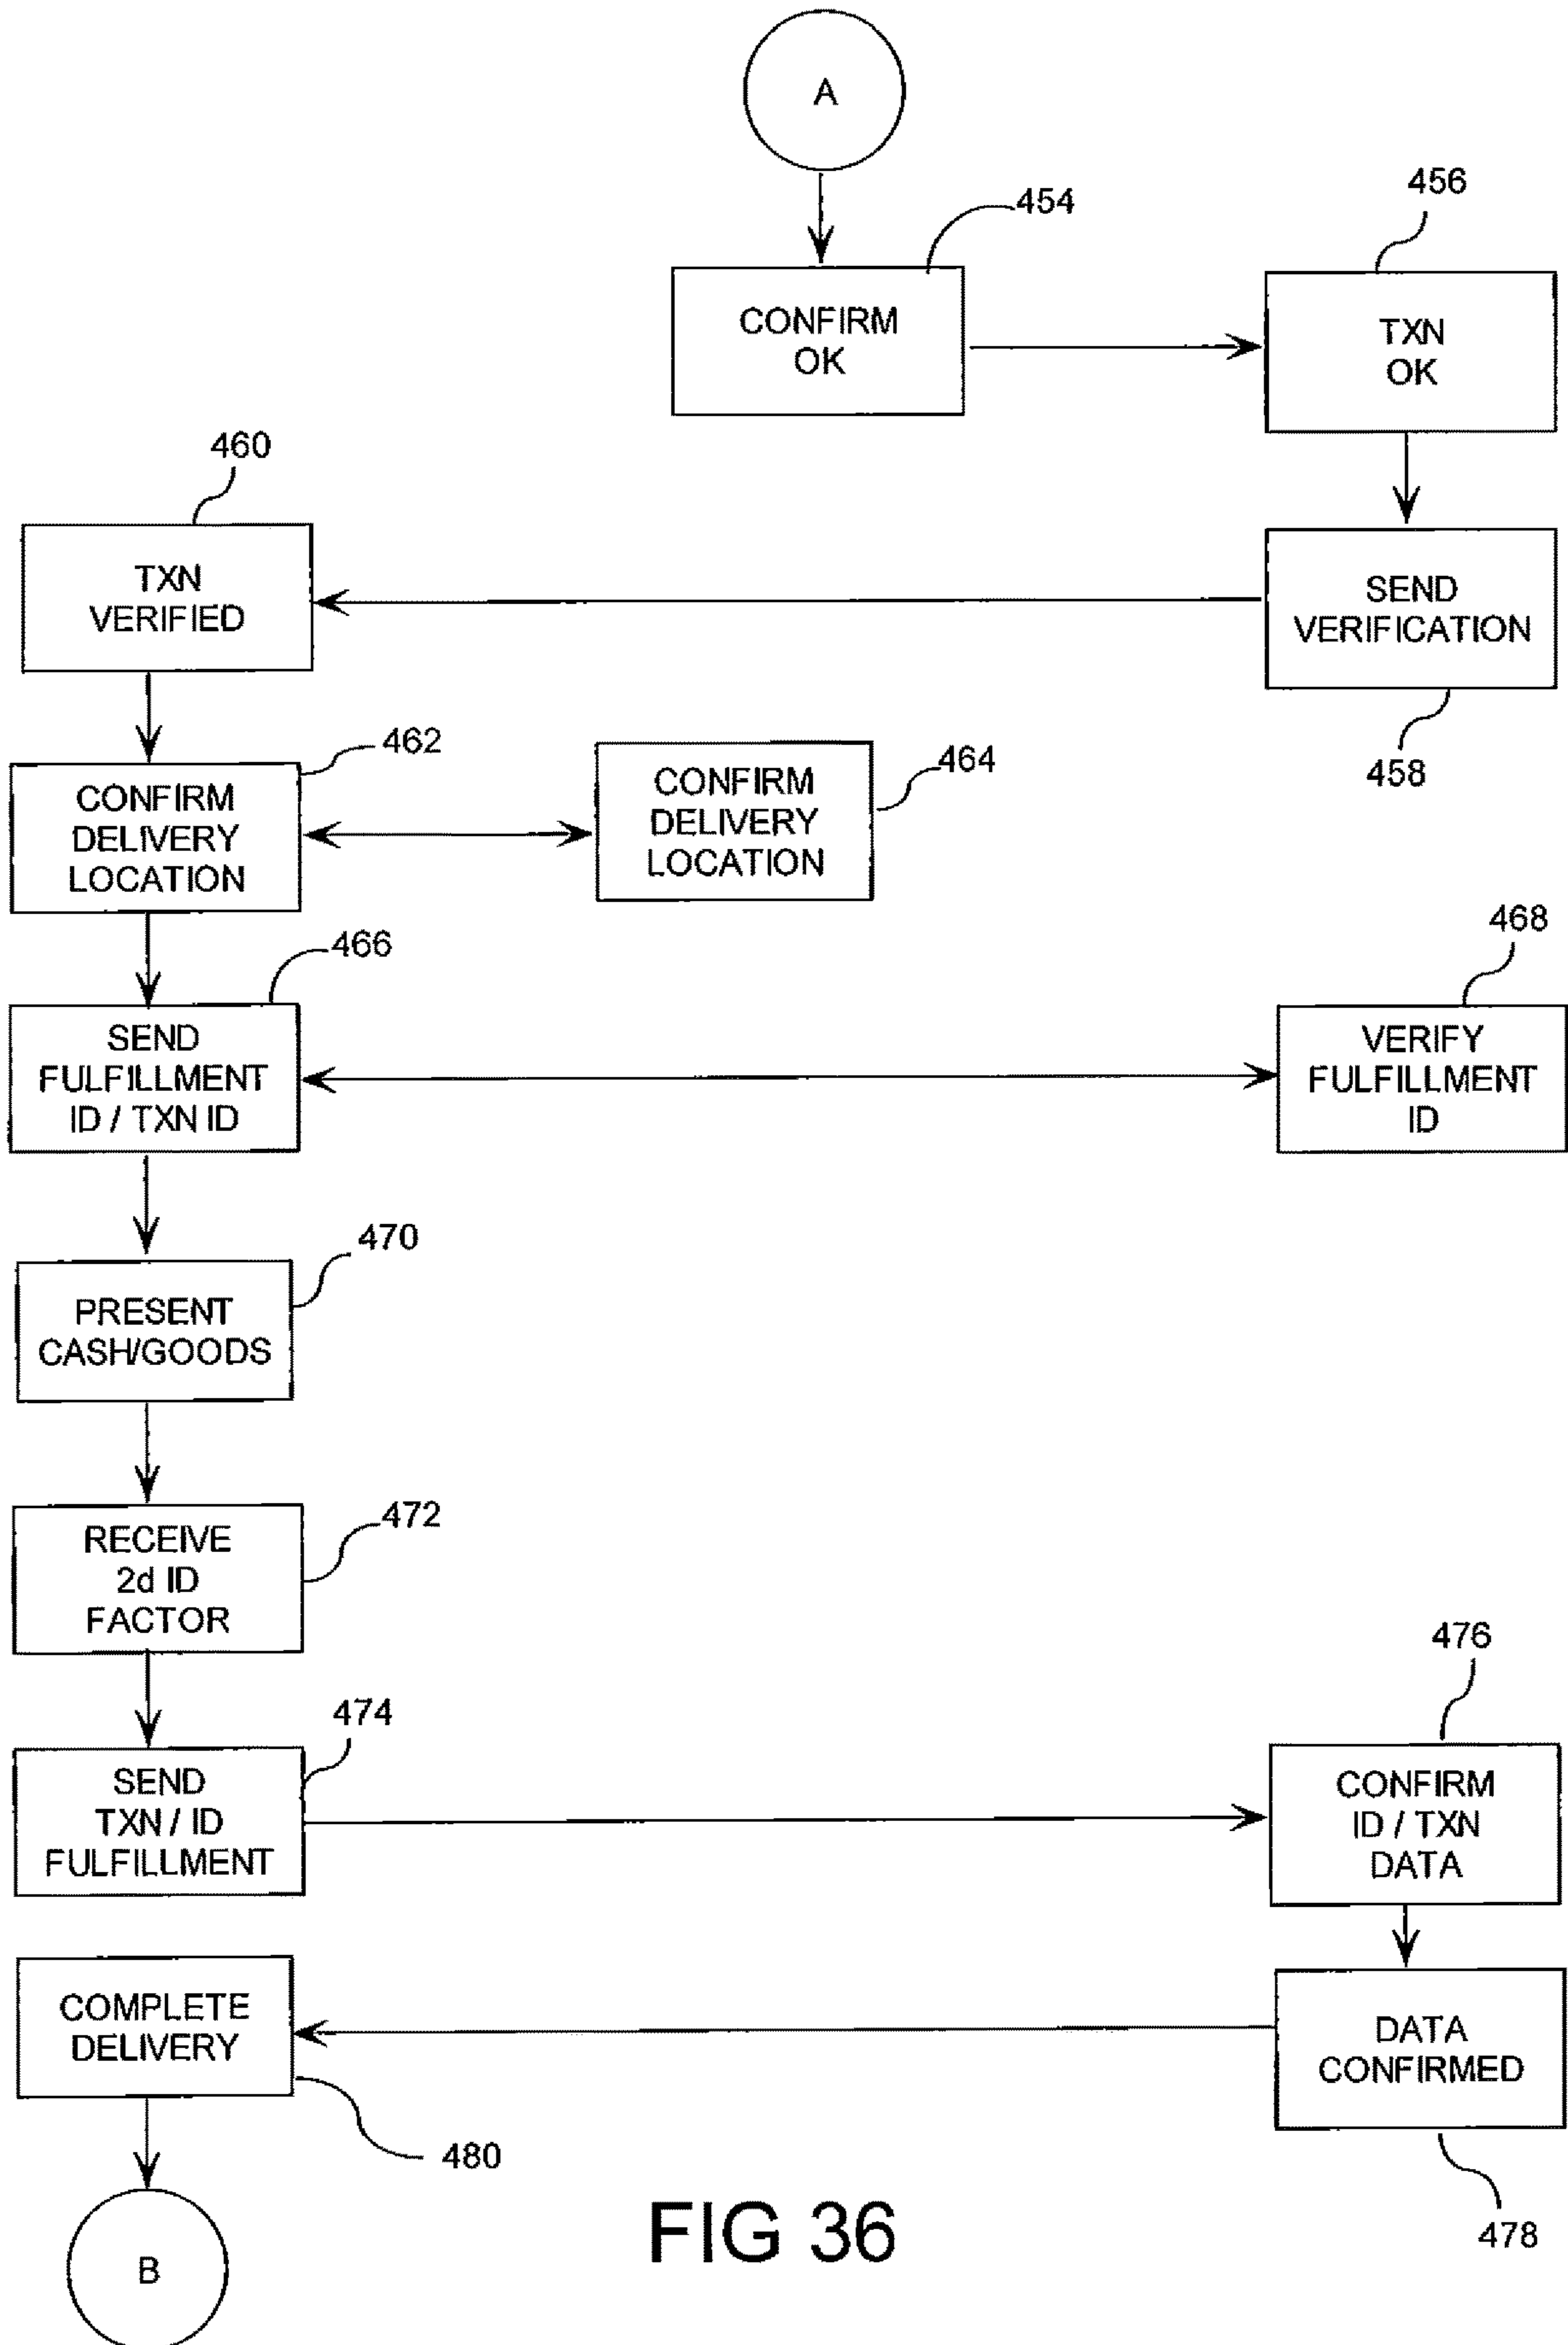 A
454
CONFIRM
OK
456
TXN
OK
460
TXN
VERIFIED
SEND
VERIFICATION
458
462
CONFIRM
DELIVERY
LOCATION
464
CONFIRM
DELIVERY
LOCATION
466
SEND
FULFILLMENT
ID / TXN ID
468
VERIFY
FULFILLMENT
ID
470
PRESENT
CASH/GOODS
472
RECEIVE
2d ID
FACTOR
474
SEND
TXN / ID
FULFILLMENT
476
CONFIRM
ID / TXN
DATA
COMPLETE
DELIVERY
480
DATA
CONFIRMED
478
B
FIG 36